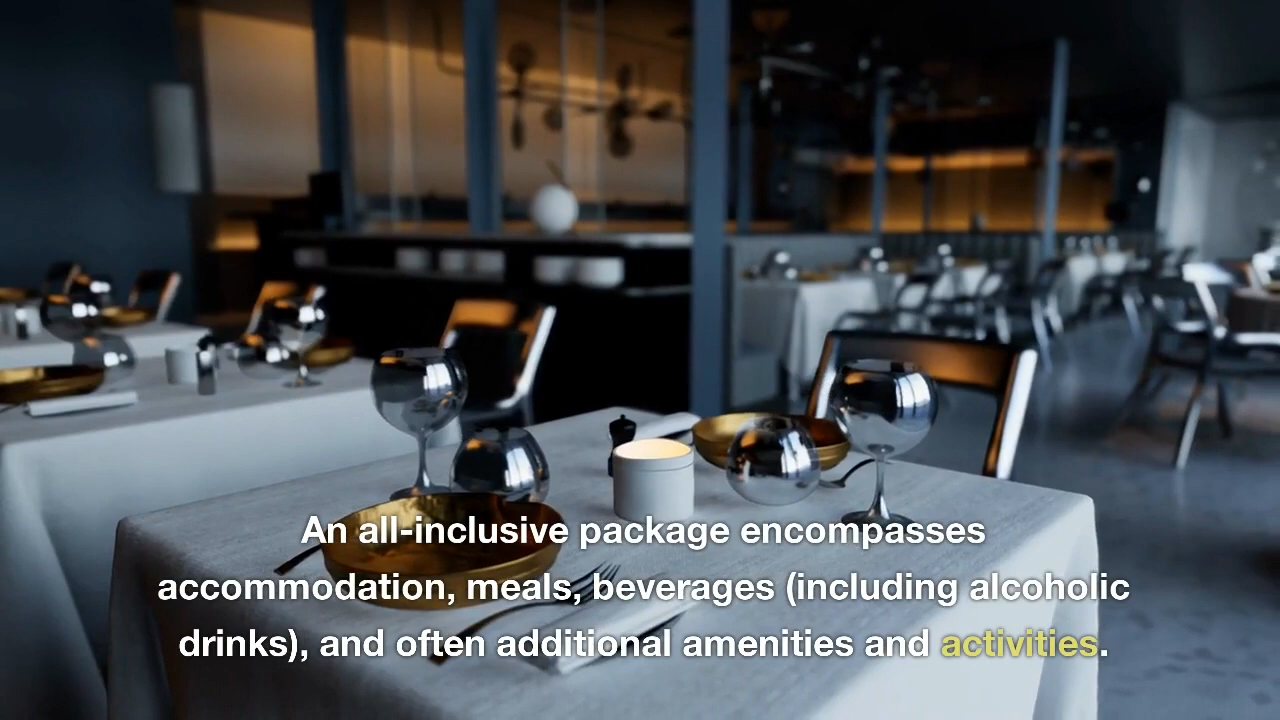 An all-inclusive package encompasses
accommodation, meals, beverages (including alcoholic
drinks), and often additional amenities and activities.